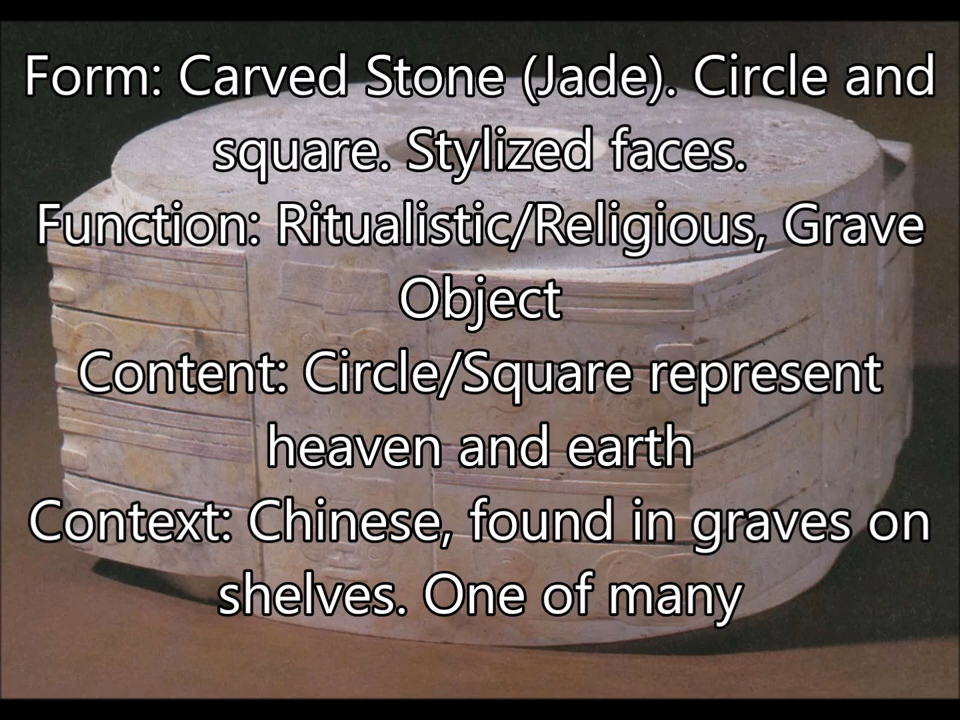 Form: Carved Stone (Jade). Circle and
square. Stylized faces.
Function: Ritualistic/Religious, Grave
Object
Content: Circle/Square represent
heaven and earth
Context: Chinese, found in graves on
shelves. One of many